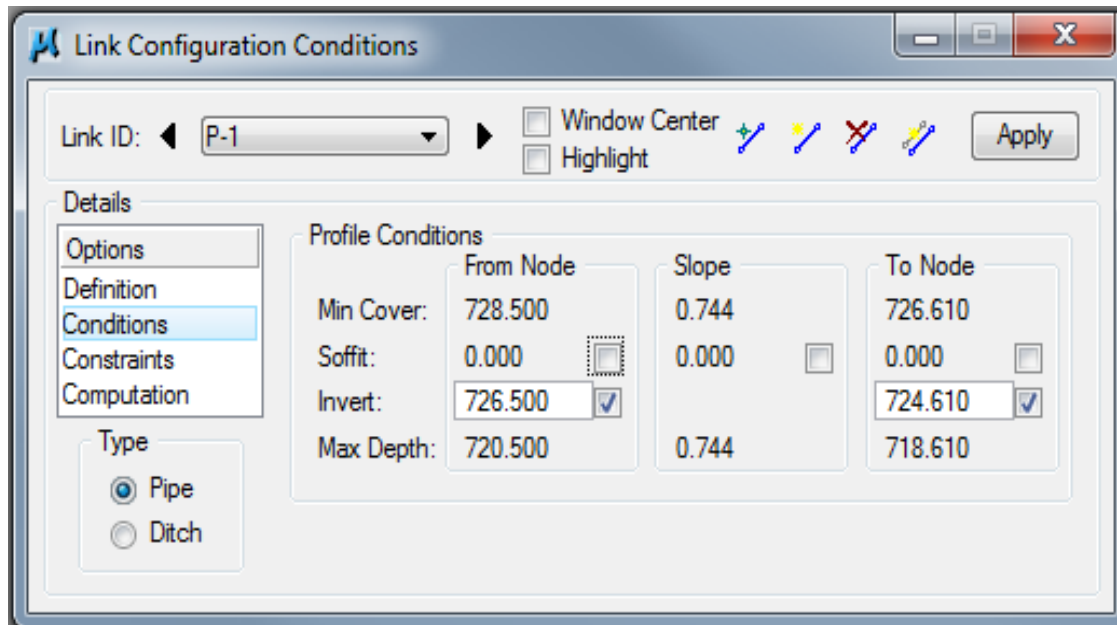 Link Configuration Conditions
Link ID: P-1 Window Center Apply
Highlight
Details
Options
Definition
Conditions
Constraints
Computation
Type
Pipe
Ditch
Profile Conditions
From Node Slope To Node
Min Cover: 728.500 0.744 726.610
Soffit: 0.000 0.000 0.000
Invert: 726.500 724.610
Max Depth: 720.500 0.744 718.610